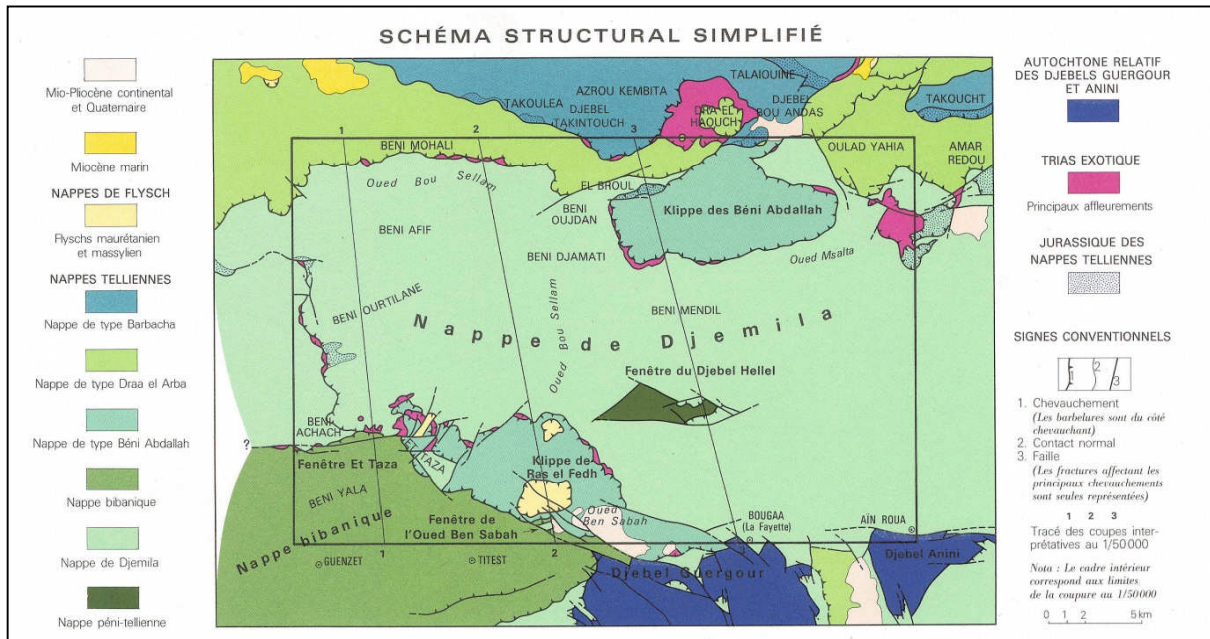 SCHÉMA STRUCTURAL SIMPLIFIÉ
Mio-Pliocène continental
et Quaternaire
Miocène marin
NAPPES DE FLYSCH
Flyschs maurétanien
et massylien
NAPPES TELLIENNES
Nappe de type Barbacha
Nappe de type Draa el Arba
Nappe de type Béni Abdallah
Nappe bibanique
Nappe de Djemila
Nappe péni-tellienne
TALAIOUINE
AZROU KEMBITA
TAKOULEA
DJEBEL
TAKINTOUCH
DRA EL
HAOUCH
DJEBEL
BOU ANDAS
TAKOUCHT
1
2
3
BENI MOHALI
OULAD YAHIA
AMAR
REDOU
Oued Bou Sellam
EL BROUL
BENI
OUJDAN
Klippe des Béni Abdallah
BENI AFIF
BENI DJAMATI
Oued Msaita
BENI OURTILANE
Oued Bou Sellam
BENI MENDIL
Nappe de Djemila
Fenêtre du Djebel Hellel
BENI
ACHACH
?
ET TAZA
Fenêtre Et Taza
Klippe de
Ras el Fedh
BENI YALA
Nappe bibanique
Fenêtre de
l'Oued Ben Sabah
Oued
Ben Sabah
BOUGAA
(La Fayette)
AÏN ROUA
1
2
GUENZET
TITEST
Djebel Guergour
Djebel Anini
AUTOCHTONE RELATIF
DES DJEBELS GUERGOUR
ET ANINI
TRIAS EXOTIQUE
Principaux affleurements
JURASSIQUE DES
NAPPES TELLIENNES
SIGNES CONVENTIONNELS
1 2 3
1. Chevauchement
(Les barbelures sont du côté
chevauchant)
2. Contact normal
3. Faille
(Les fractures affectant les
principaux chevauchements
sont seules représentées)
1 2 3
Tracé des coupes inter-
prétatives au 1/50000
Nota : Le cadre intérieur
correspond aux limites
de la coupure au 1/50000
0 1 2 5 km